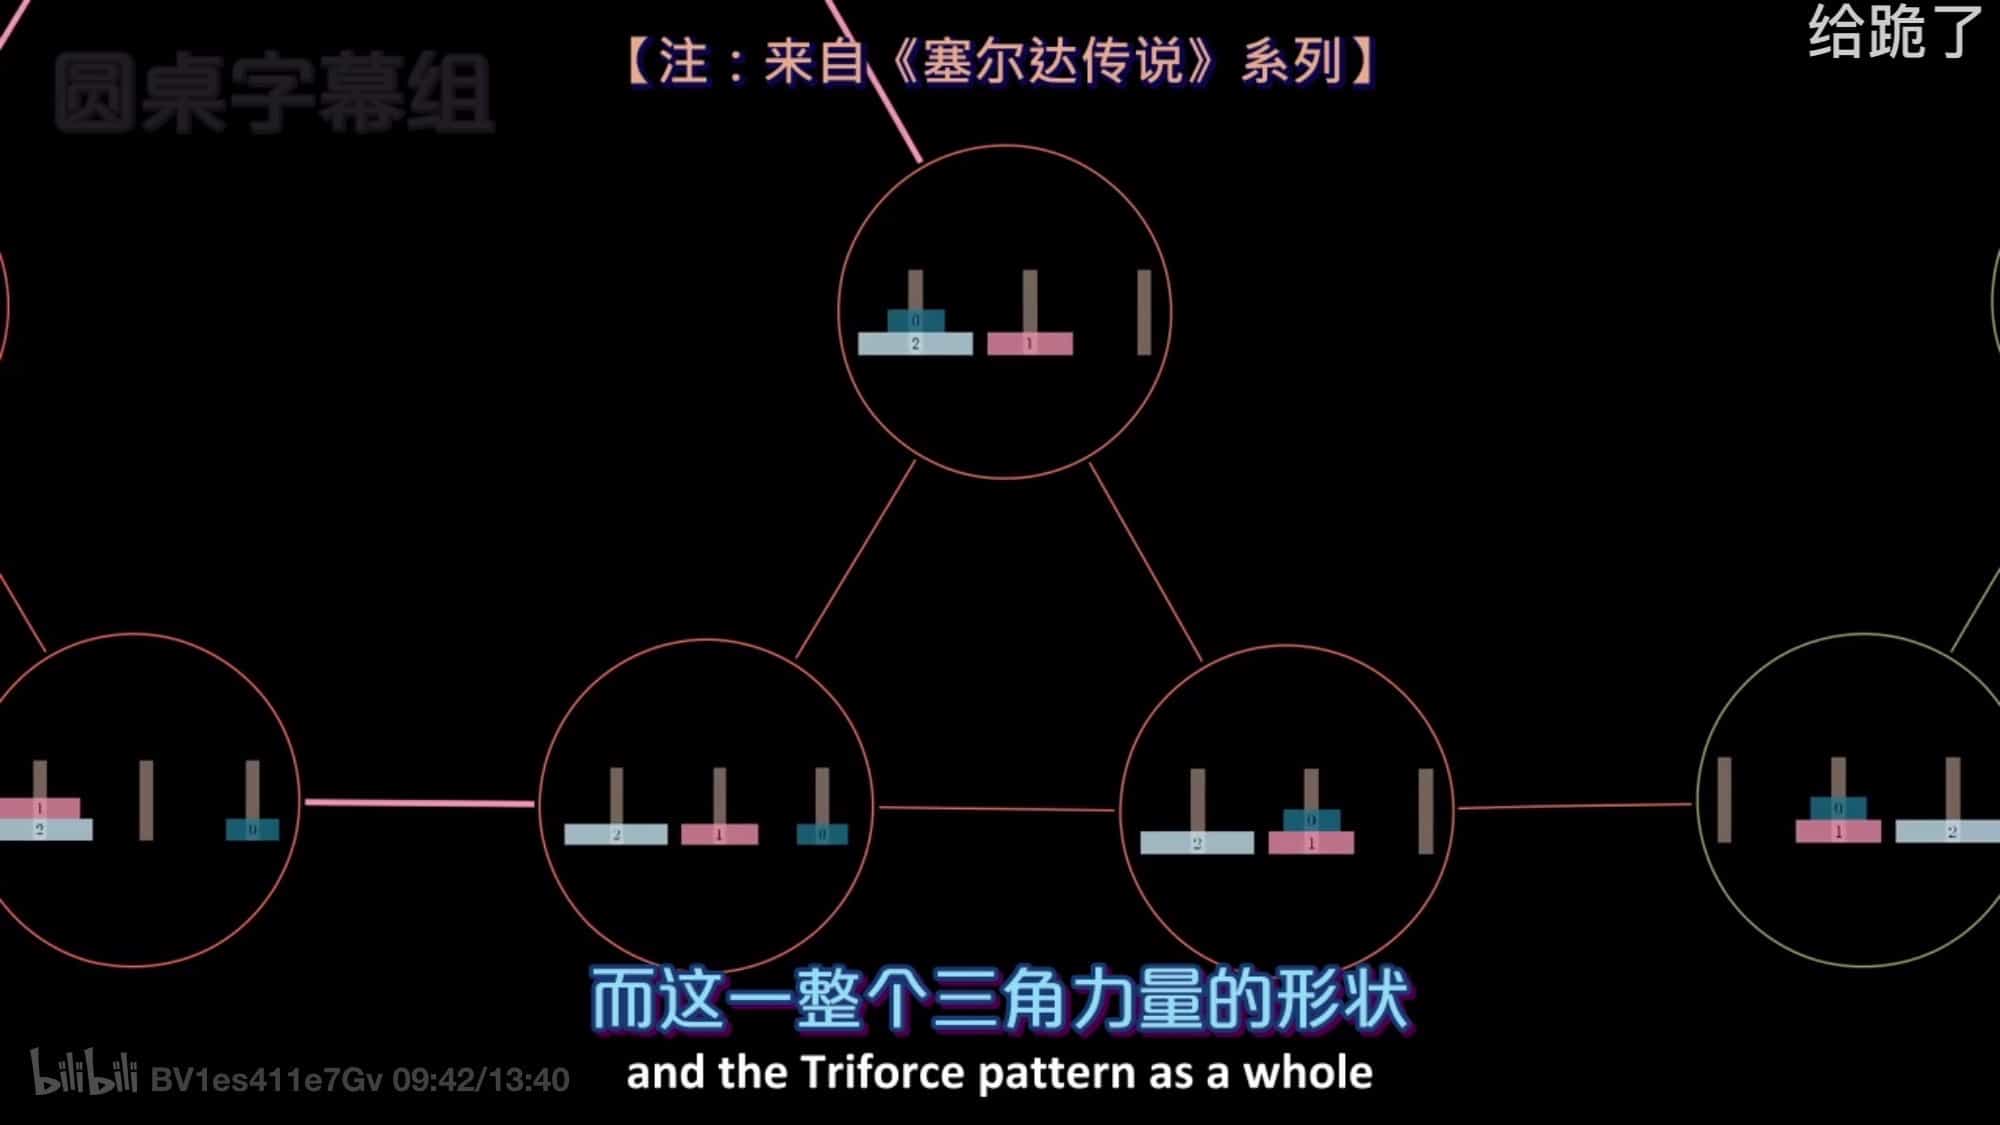 给跪了
【注：来自《塞尔达传说》系列】
圆桌字幕组
0
2 1
1
2 0
2 1 0
0
2 1
0
1 2
而这一整个三角力量的形状
and the Triforce pattern as a whole
bilibili BV1es411e7Gv 09:42/13:40